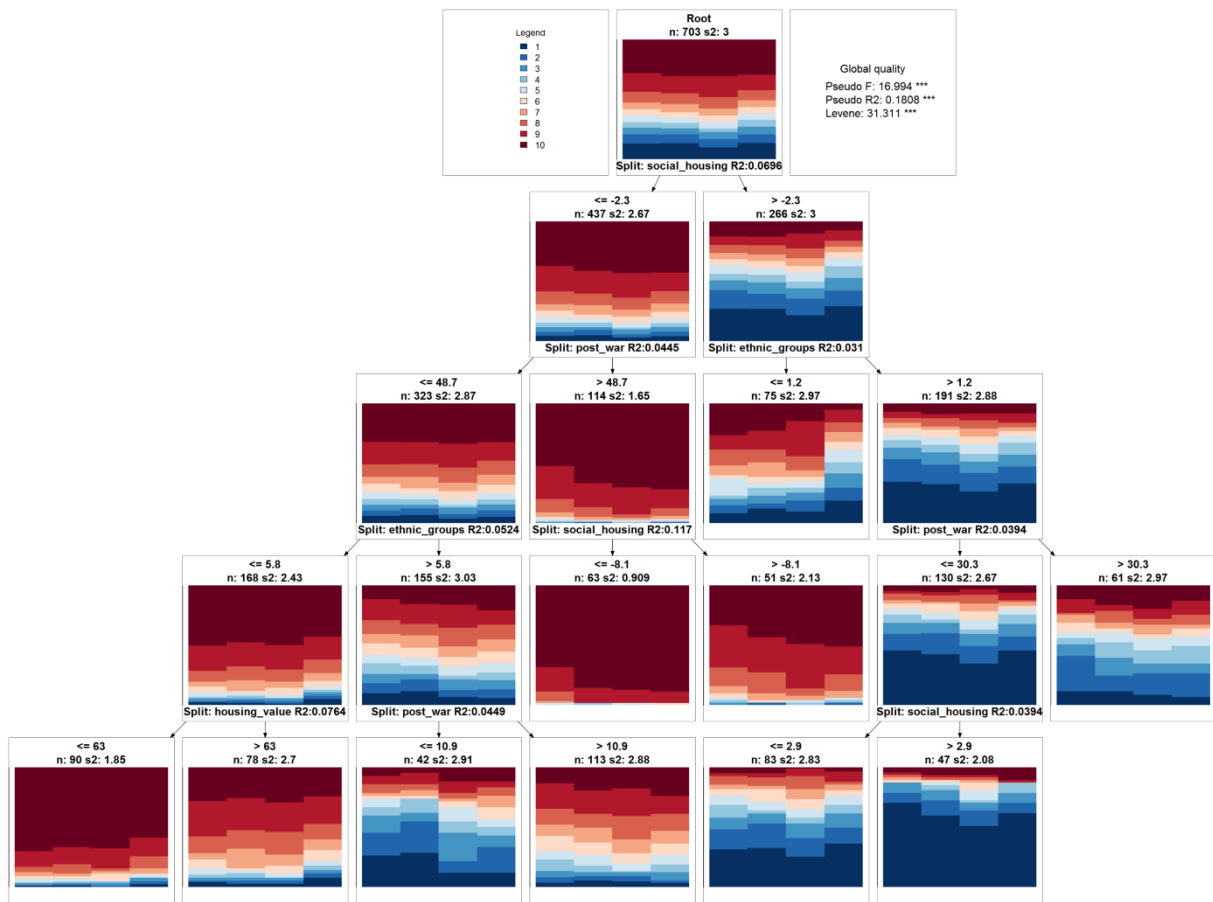 Legend
1
2
3
4
5
6
7
8
9
10
Root
n: 703 s2: 3
Split: social_housing R2:0.0696
Global quality
Pseudo F: 16.994 ***
Pseudo R2: 0.1808 ***
Levene: 31.311 ***
<= -2.3
n: 437 s2: 2.67
Split: post_war R2:0.0445
> -2.3
n: 266 s2: 3
Split: ethnic_groups R2:0.031
<= 48.7
n: 323 s2: 2.87
Split: ethnic_groups R2:0.0524
> 48.7
n: 114 s2: 1.65
Split: social_housing R2:0.117
<= 1.2
n: 75 s2: 2.97
> 1.2
n: 191 s2: 2.88
Split: post_war R2:0.0394
<= 5.8
n: 168 s2: 2.43
Split: housing_value R2:0.0764
> 5.8
n: 155 s2: 3.03
Split: post_war R2:0.0449
<= -8.1
n: 63 s2: 0.909
> -8.1
n: 51 s2: 2.13
<= 30.3
n: 130 s2: 2.67
Split: social_housing R2:0.0394
> 30.3
n: 61 s2: 2.97
<= 63
n: 90 s2: 1.85
> 63
n: 78 s2: 2.7
<= 10.9
n: 42 s2: 2.91
> 10.9
n: 113 s2: 2.88
<= 2.9
n: 83 s2: 2.83
> 2.9
n: 47 s2: 2.08